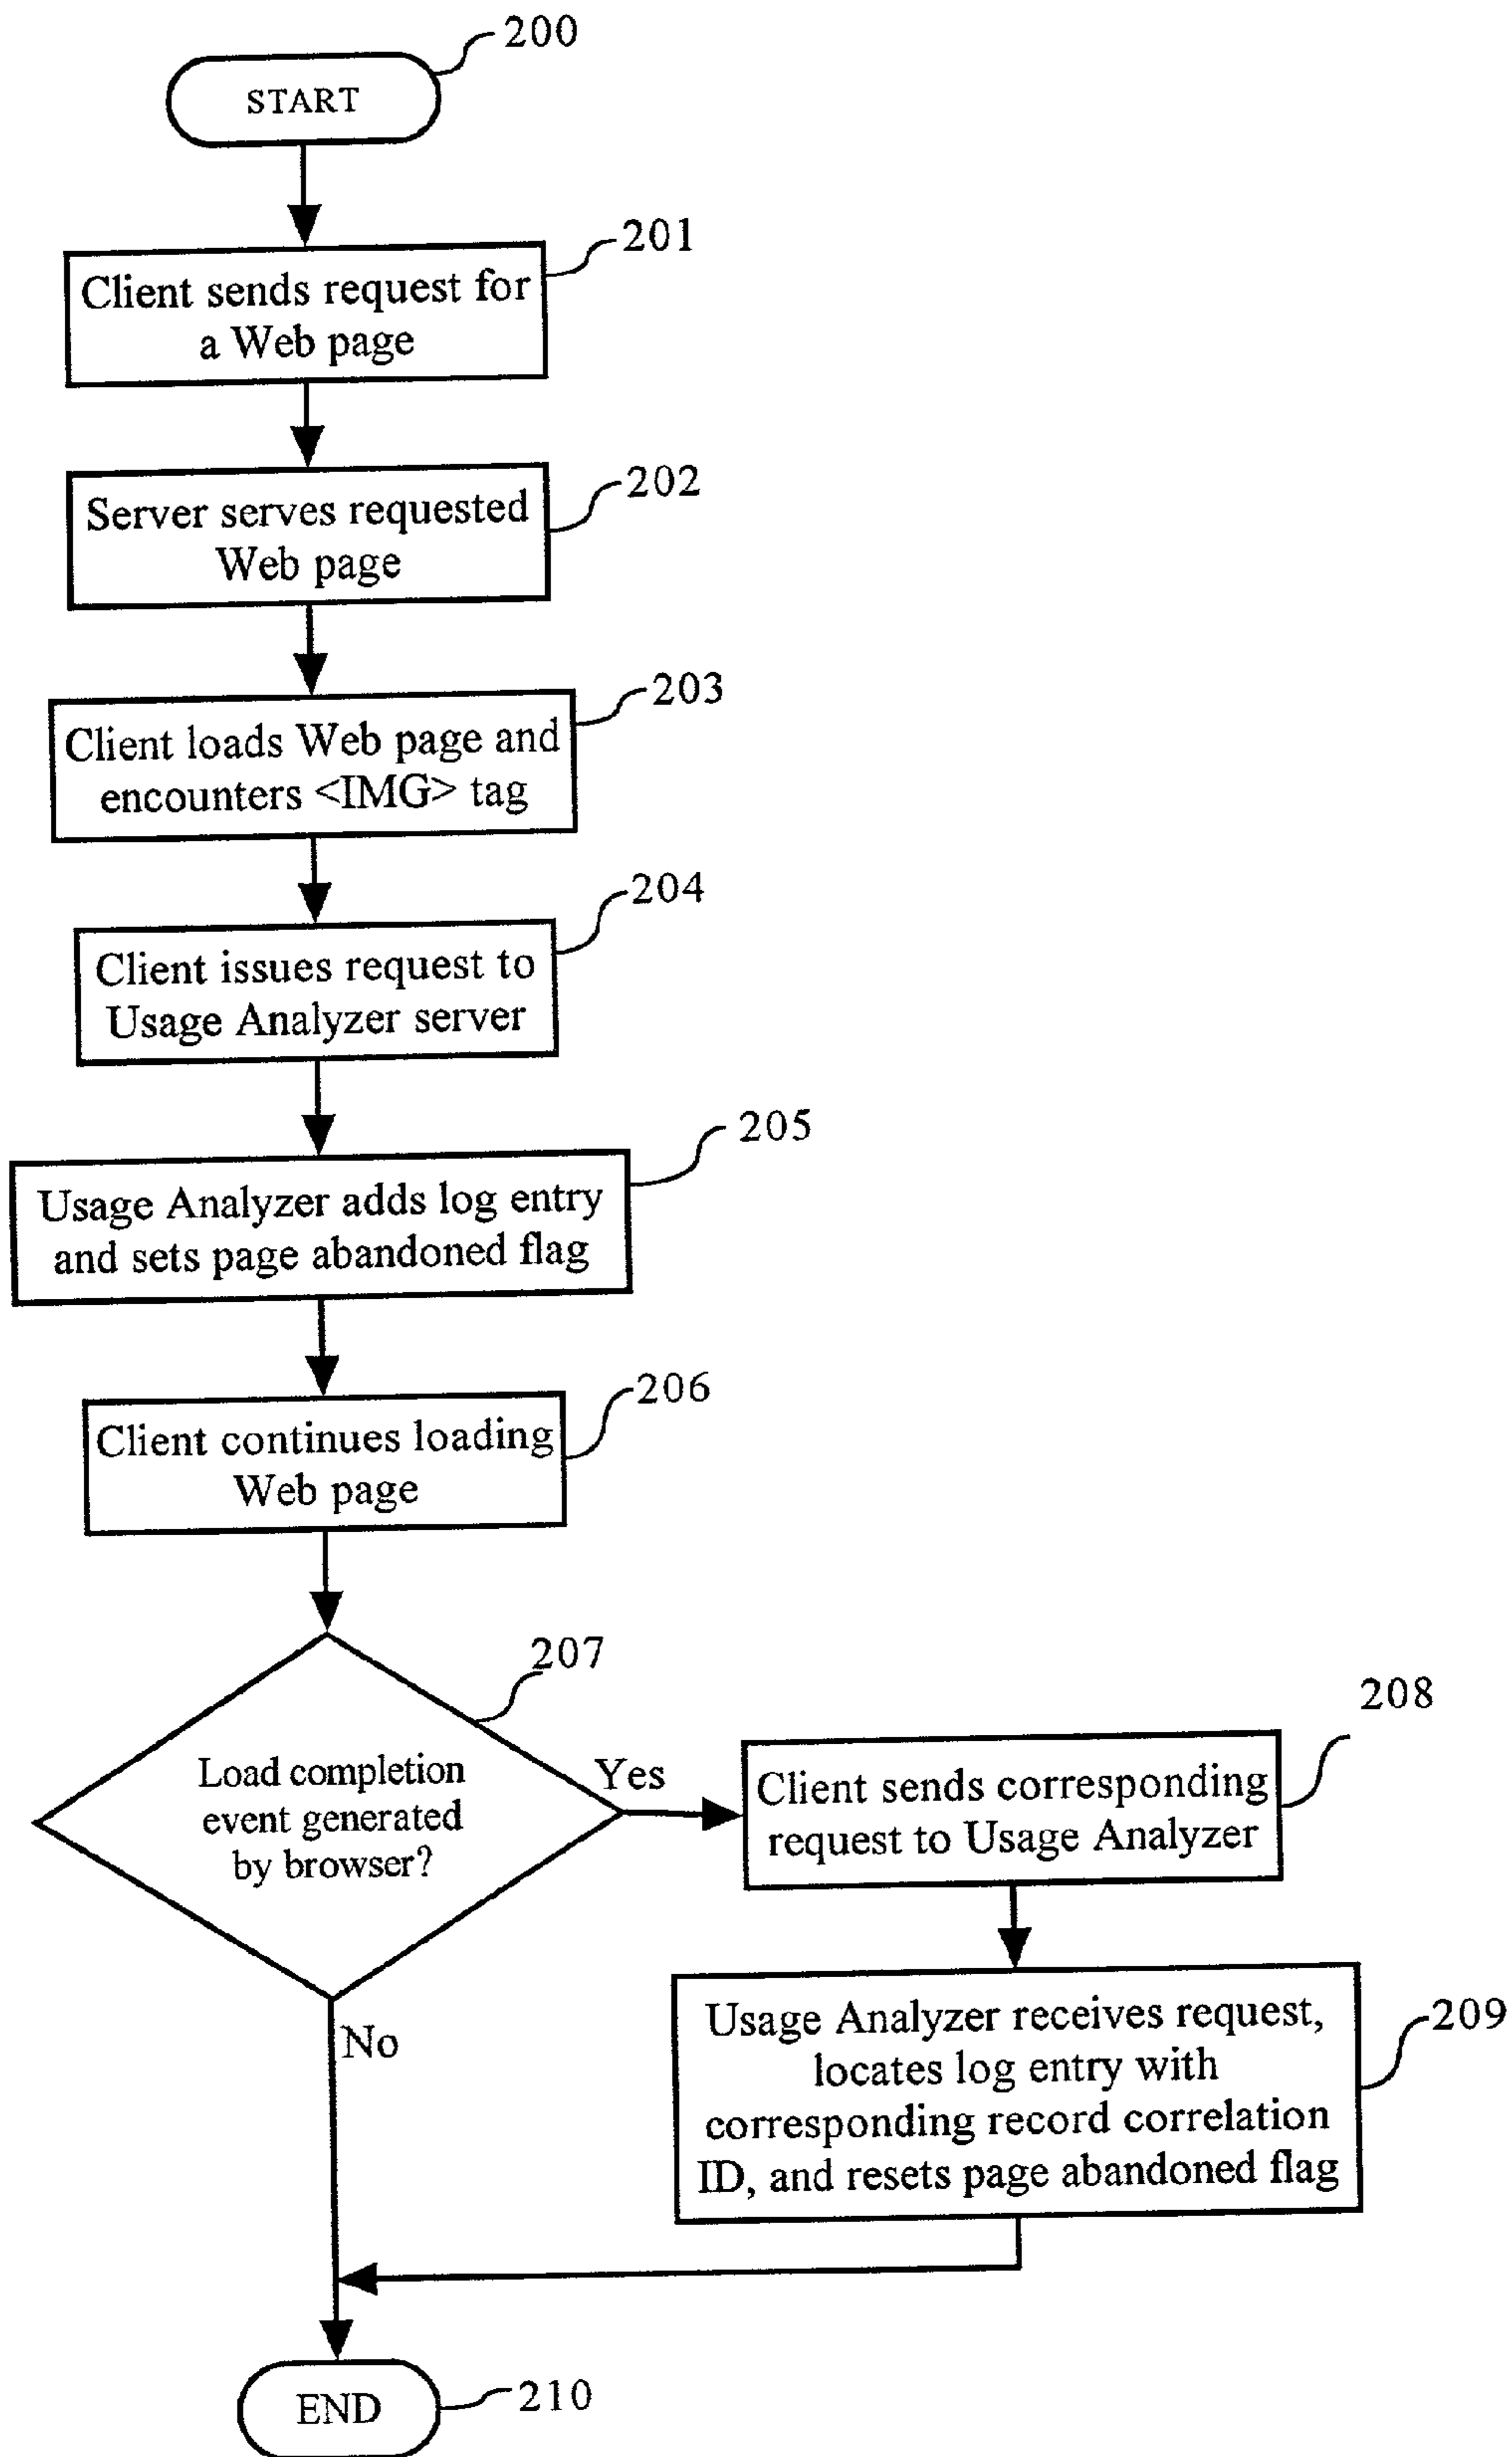 200
START
201
Client sends request for
a Web page
202
Server serves requested
Web page
203
Client loads Web page and
encounters <IMG> tag
204
Client issues request to
Usage Analyzer server
205
Usage Analyzer adds log entry
and sets page abandoned flag
206
Client continues loading
Web page
207
Load completion
event generated
by browser?
Yes
208
Client sends corresponding
request to Usage Analyzer
No
209
Usage Analyzer receives request,
locates log entry with
corresponding record correlation
ID, and resets page abandoned flag
END
210